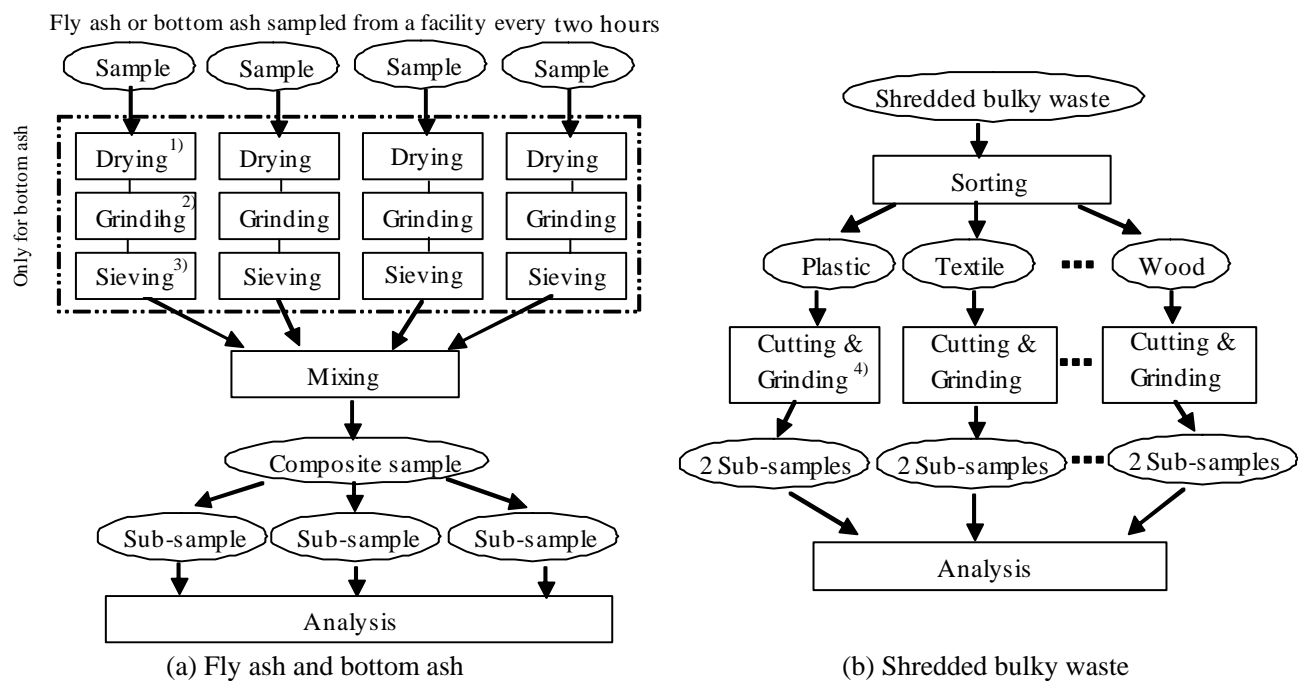 Fly ash or bottom ash sampled from a facility every two hours
Sample Sample Sample Sample
Only for bottom ash
Drying 1) Drying Drying Drying
Grinding 2) Grinding Grinding Grinding
Sieving 3) Sieving Sieving Sieving
Mixing
Composite sample
Sub-sample Sub-sample Sub-sample
Analysis
(a) Fly ash and bottom ash
Shredded bulky waste
Sorting
Plastic Textile Wood
Cutting & Cutting & Cutting &
Grinding 4) Grinding Grinding
2 Sub-samples 2 Sub-samples 2 Sub-samples
Analysis
(b) Shredded bulky waste